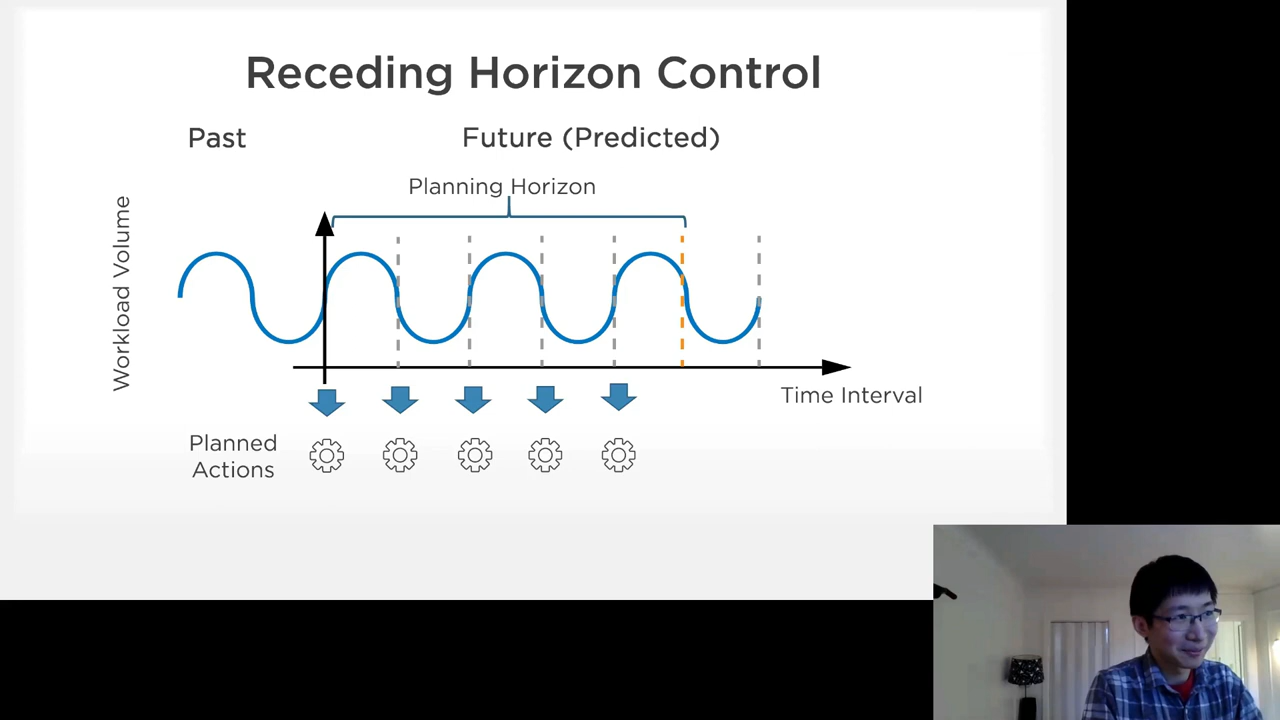 Receding Horizon Control
Past
Future (Predicted)
Planning Horizon
Workload Volume
Time Interval
Planned
Actions